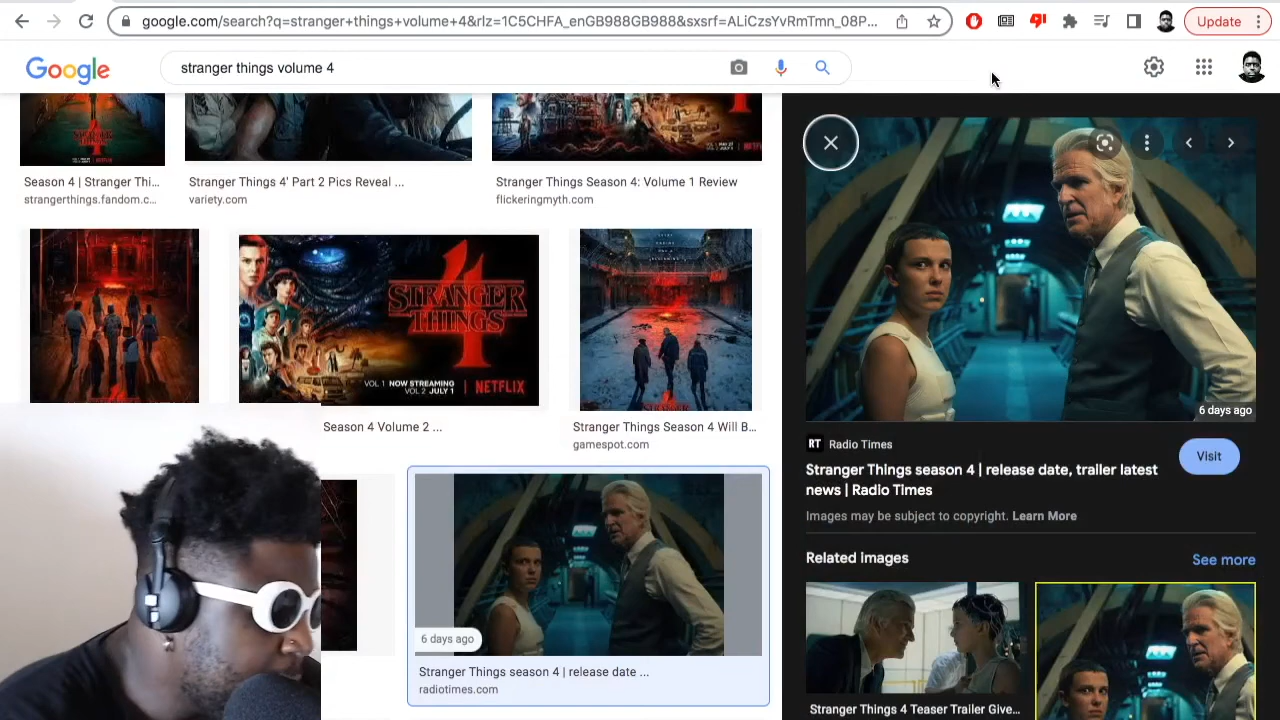 google.com/search?q=stranger+things+volume+4&rlz=1C5CHFA_enGB988GB988&sxsrf=ALiCzsYvRmTmn_08P...
Update
Google
stranger things volume 4
Season 4 | Stranger Thi...
strangerthings.fandom.c...
Stranger Things 4' Part 2 Pics Reveal ...
variety.com
Stranger Things Season 4: Volume 1 Review
flickeringmyth.com
STRANGER
THINGS
4
VOL 1 NOW STREAMING
VOL 2 JULY 1
NETFLIX
Season 4 Volume 2 ...
Stranger Things Season 4 Will B...
gamespot.com
6 days ago
Stranger Things season 4 | release date ...
radiotimes.com
6 days ago
RT Radio Times
Visit
Stranger Things season 4 | release date, trailer latest
news | Radio Times
Images may be subject to copyright. Learn More
Related images
See more
Stranger Things 4 Teaser Trailer Give...